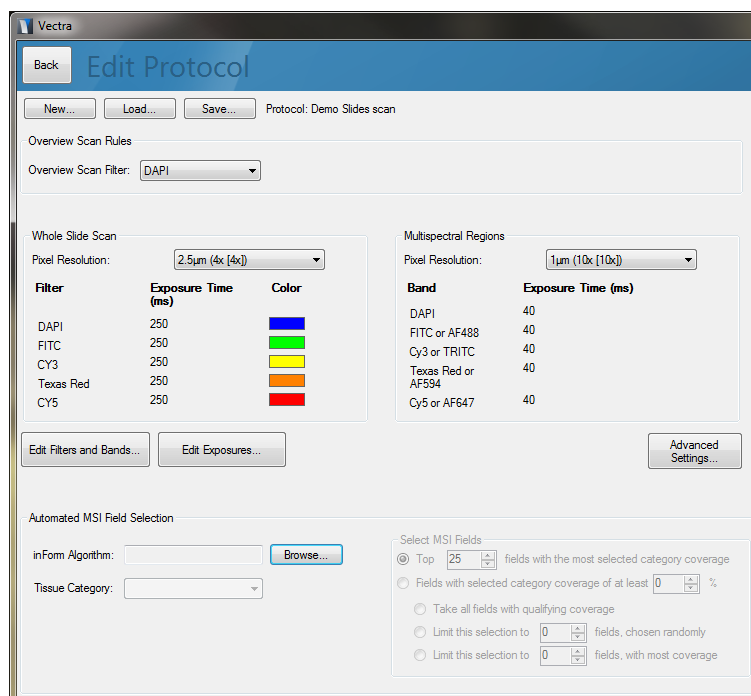 Vectra
Back
Edit Protocol
New...
Load...
Save...
Protocol: Demo Slides scan
Overview Scan Rules
Overview Scan Filter:
DAPI
Whole Slide Scan
Pixel Resolution:
2.5µm (4x [4x])
Filter
Exposure Time
(ms)
Color
DAPI
250
FITC
250
CY3
250
Texas Red
250
CY5
250
Multispectral Regions
Pixel Resolution:
1µm (10x [10x])
Band
Exposure Time (ms)
DAPI
40
FITC or AF488
40
Cy3 or TRITC
40
Texas Red or
AF594
40
Cy5 or AF647
40
Edit Filters and Bands...
Edit Exposures...
Advanced
Settings...
Automated MSI Field Selection
inForm Algorithm:
Browse...
Tissue Category:
Select MSI Fields
Top 25 fields with the most selected category coverage
Fields with selected category coverage of at least 0 %
Take all fields with qualifying coverage
Limit this selection to 0 fields, chosen randomly
Limit this selection to 0 fields, with most coverage